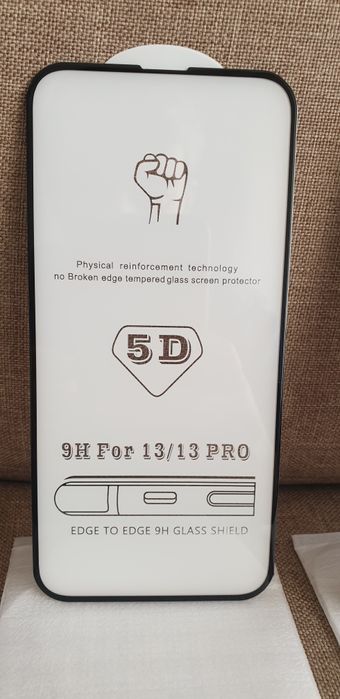 Physical reinforcement technology
no Broken edge tempered glass screen protector
5D
9H For 13/13 PRO
EDGE TO EDGE 9H GLASS SHIELD